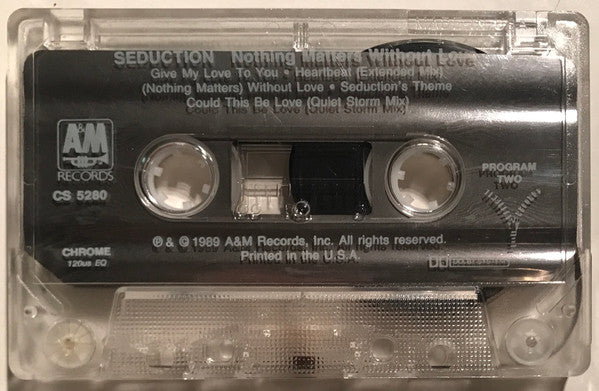 SEDUCTION Nothing Matters Without Love
Give My Love To You • Heartbeat (Extended Mix)
(Nothing Matters) Without Love • Seduction's Theme
Could This Be Love (Quiet Storm Mix)
A&M
RECORDS
CS 5280
PROGRAM
TWO
CHROME
120us EQ
℗ & © 1989 A&M Records, Inc. All rights reserved.
Printed in the U.S.A.